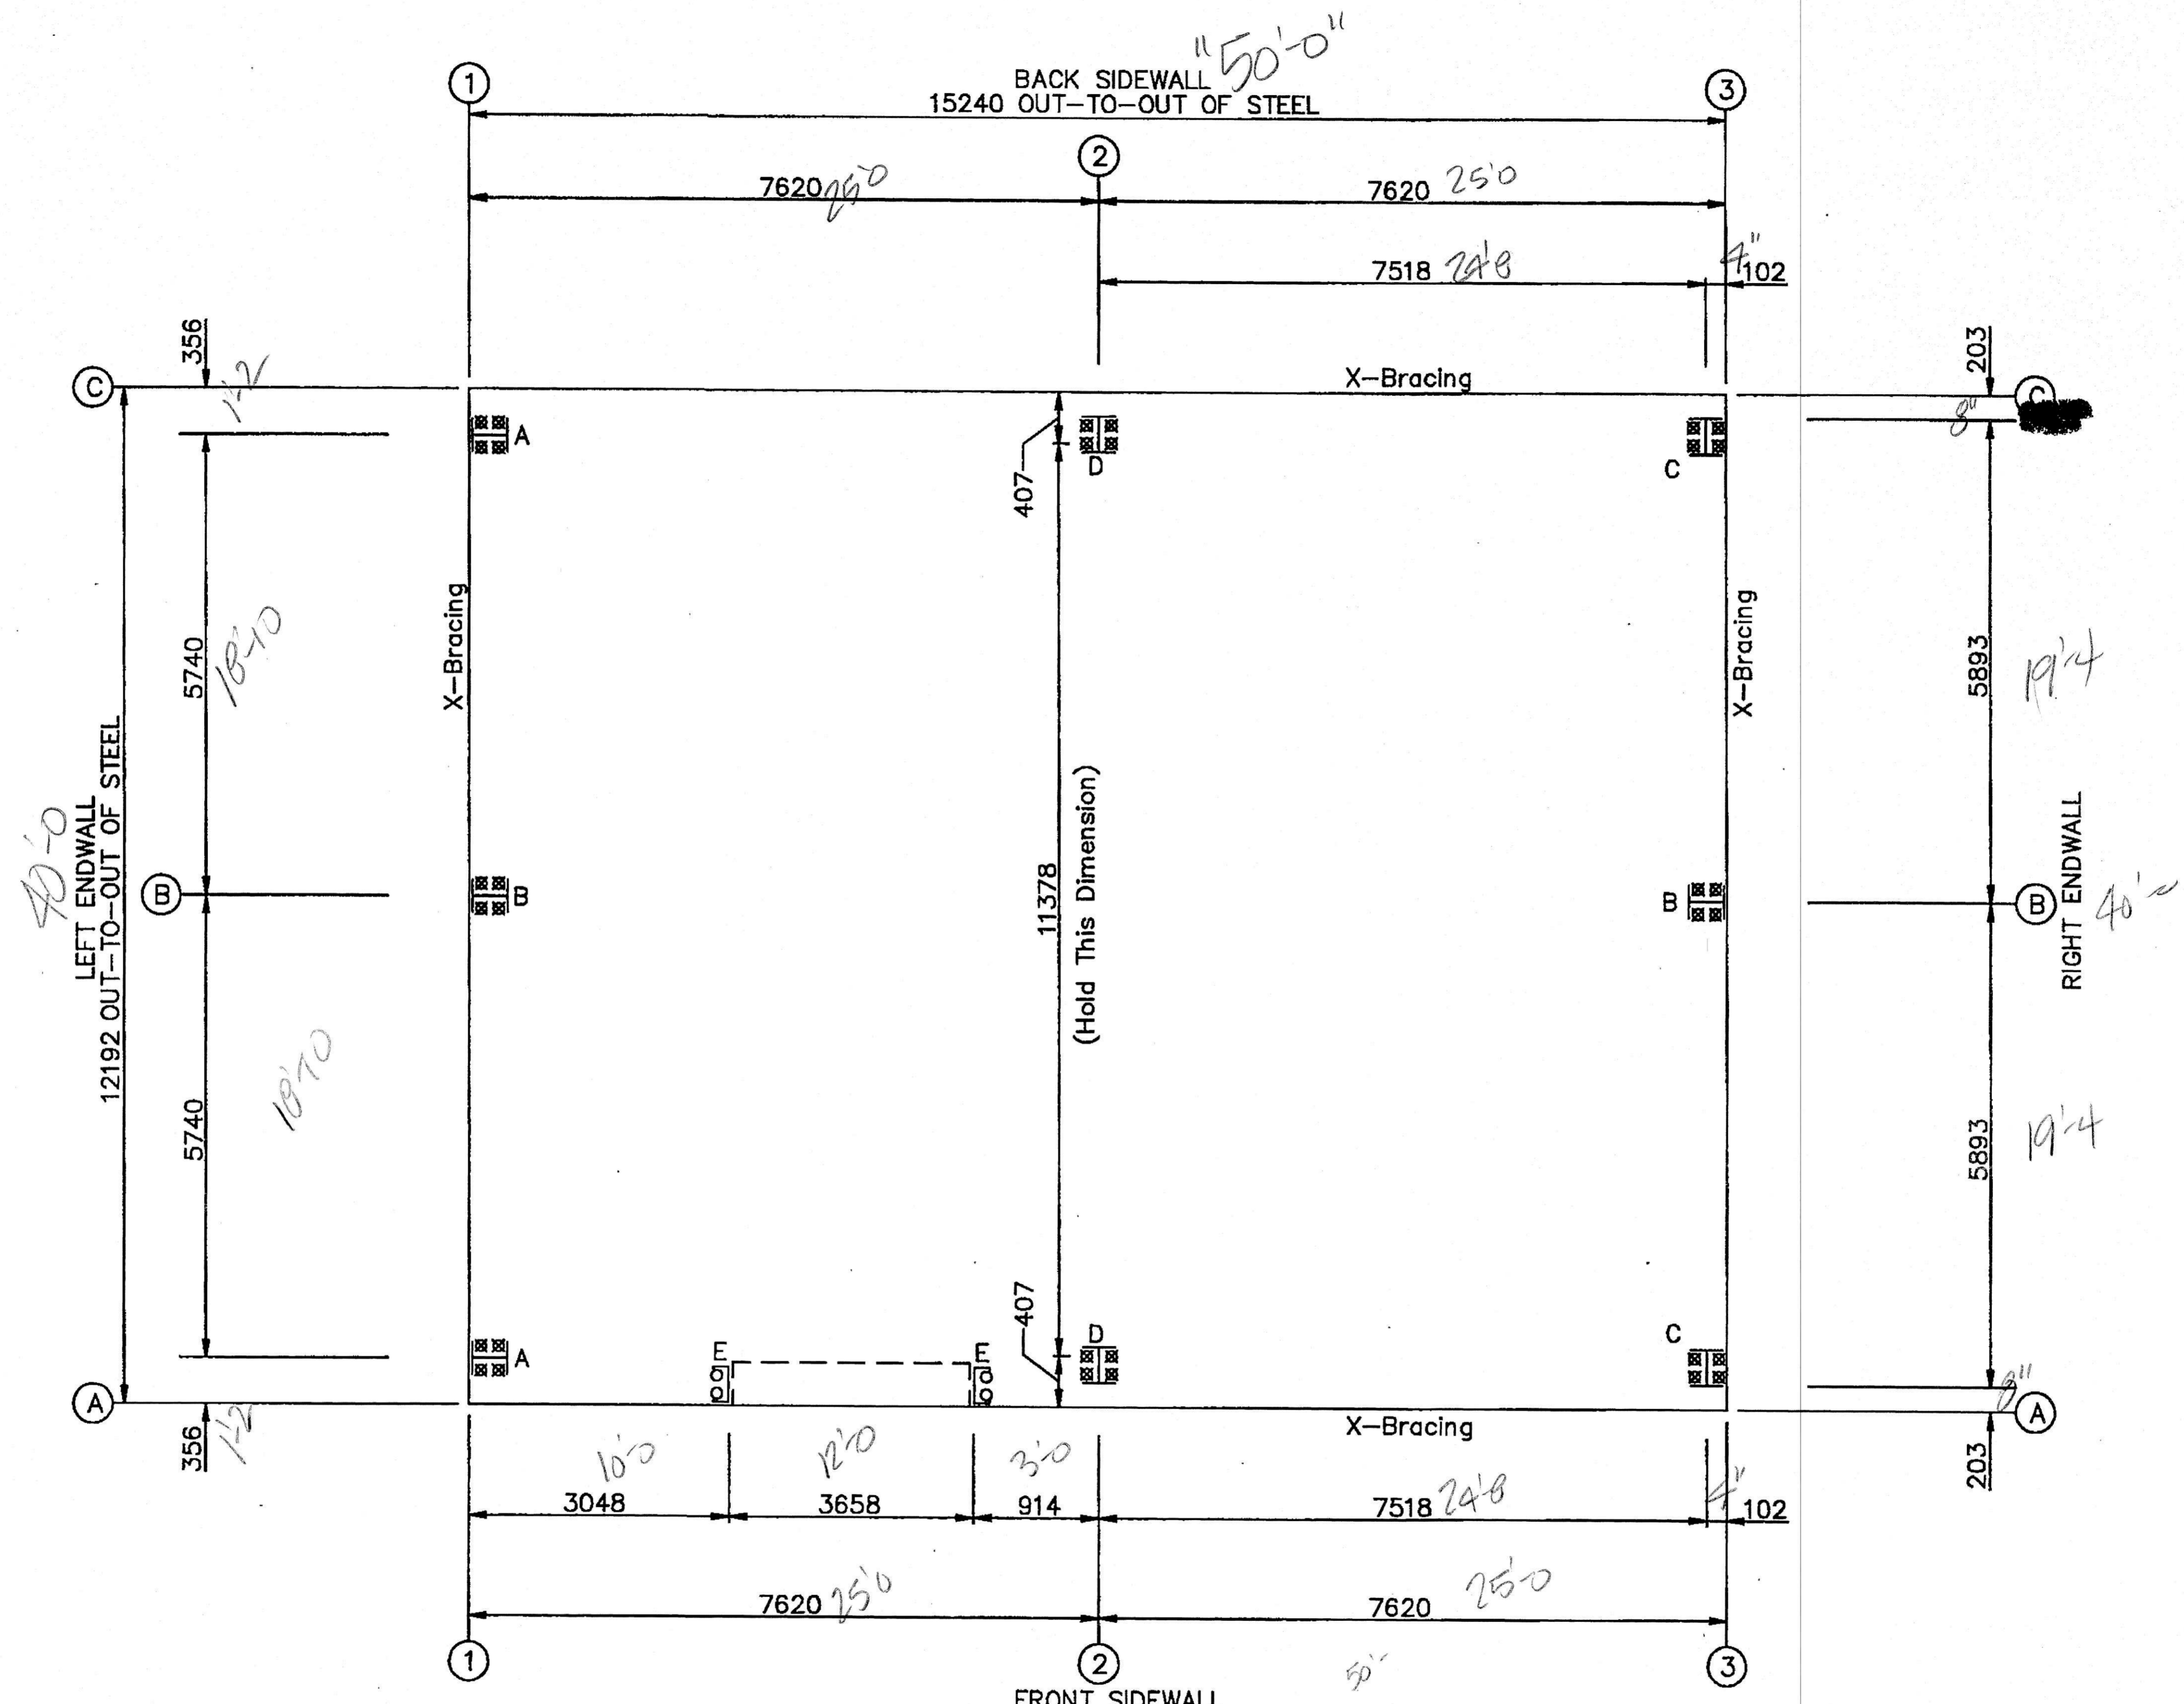 "50'-0"
BACK SIDEWALL
15240 OUT-TO-OUT OF STEEL
1
3
2
7620 25'0
7620 25'0
7518 24'8
4"
102
356
1'-2
203
C
X-Bracing
8"
C
A
D
C
407
5740
18'-10
X-Bracing
X-Bracing
5893
19'-4
40'-0
LEFT ENDWALL
12192 OUT-TO-OUT OF STEEL
11378
(Hold This Dimension)
RIGHT ENDWALL
40'-0
B
B
B
B
5740
18'10
5893
19'-4
407
E
E
D
C
A
8"
A
A
X-Bracing
356
1'-2
203
10'-0
12'-0
3'-0
3048
3658
914
7518 24'-8
4"
102
7620 25'0
7620 25'-0
1
2
3
50'-
FRONT SIDEWALL